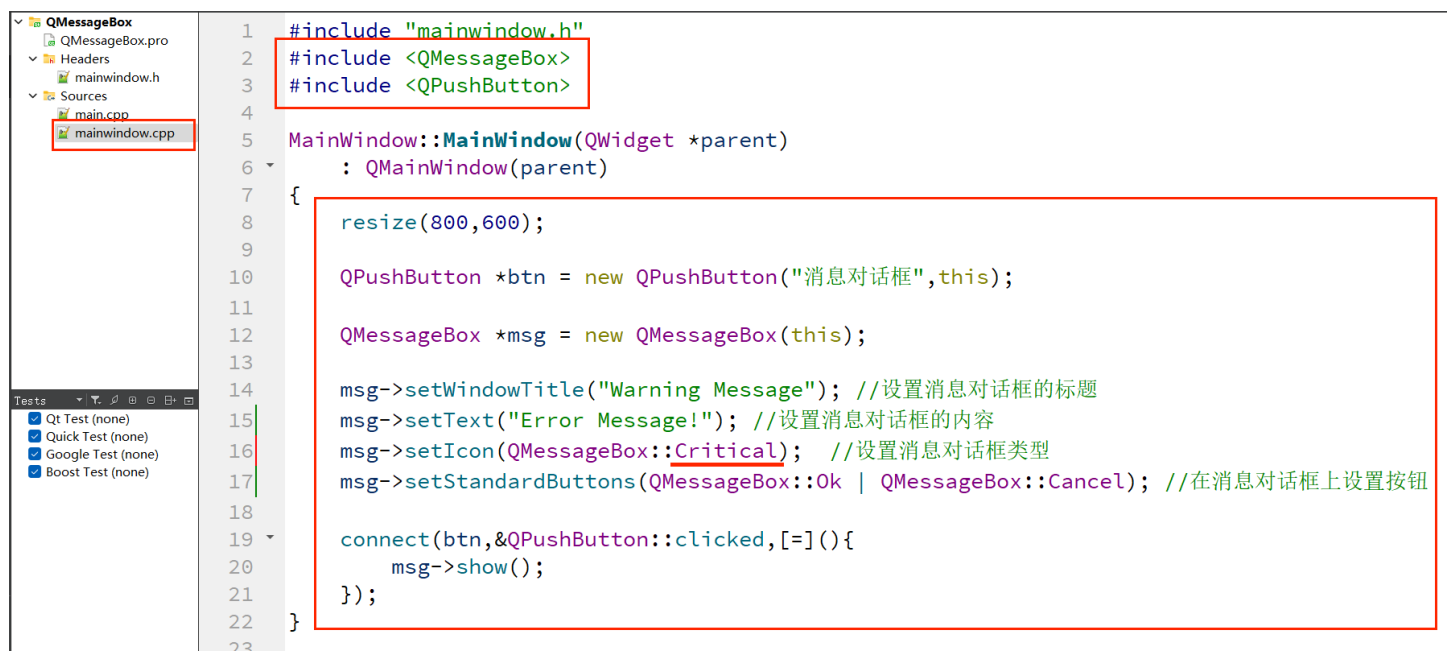 QMessageBox
QMessageBox.pro
Headers
mainwindow.h
Sources
main.cpp
mainwindow.cpp
Tests
Qt Test (none)
Quick Test (none)
Google Test (none)
Boost Test (none)
1 #include "mainwindow.h"
2 #include <QMessageBox>
3 #include <QPushButton>
4
5 MainWindow::MainWindow(QWidget *parent)
6 : QMainWindow(parent)
7 {
8 resize(800,600);
9
10 QPushButton *btn = new QPushButton("消息对话框",this);
11
12 QMessageBox *msg = new QMessageBox(this);
13
14 msg->setWindowTitle("Warning Message"); //设置消息对话框的标题
15 msg->setText("Error Message!"); //设置消息对话框的内容
16 msg->setIcon(QMessageBox::Critical); //设置消息对话框类型
17 msg->setStandardButtons(QMessageBox::Ok | QMessageBox::Cancel); //在消息对话框上设置按钮
18
19 connect(btn,&QPushButton::clicked,[=](){
20 msg->show();
21 });
22 }
23